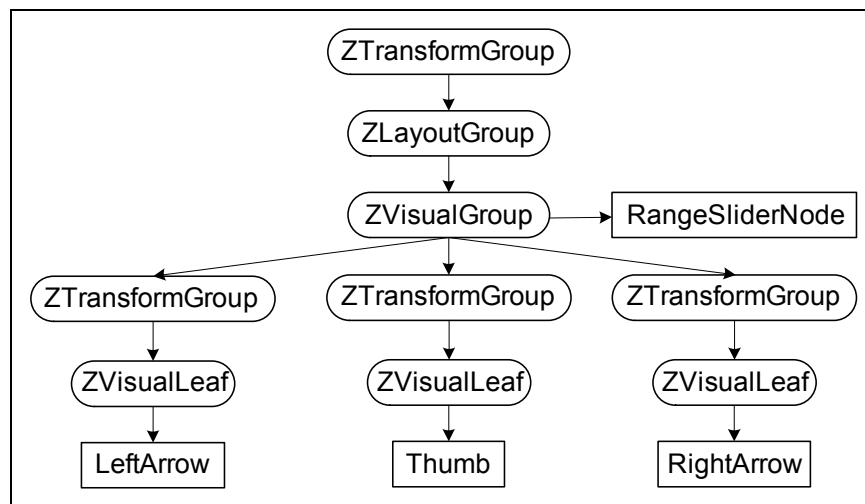 ZTransformGroup
ZLayoutGroup
ZVisualGroup
RangeSliderNode
ZTransformGroup
ZTransformGroup
ZTransformGroup
ZVisualLeaf
ZVisualLeaf
ZVisualLeaf
LeftArrow
Thumb
RightArrow